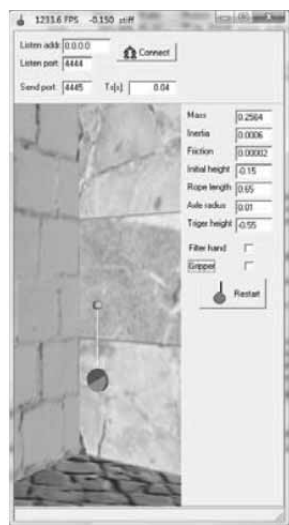 1233.6 FPS -0.150 stiff
Listen addr: 0.0.0.0
Connect
Listen port: 4444
Send port: 4445 Ts[s]: 0.04
Mass 0.2564
Inertia 0.0006
Friction 0.00002
Initial height -0.15
Rope length 0.65
Axle radius 0.01
Triger height -0.55
Filter hand
Gripper
Restart